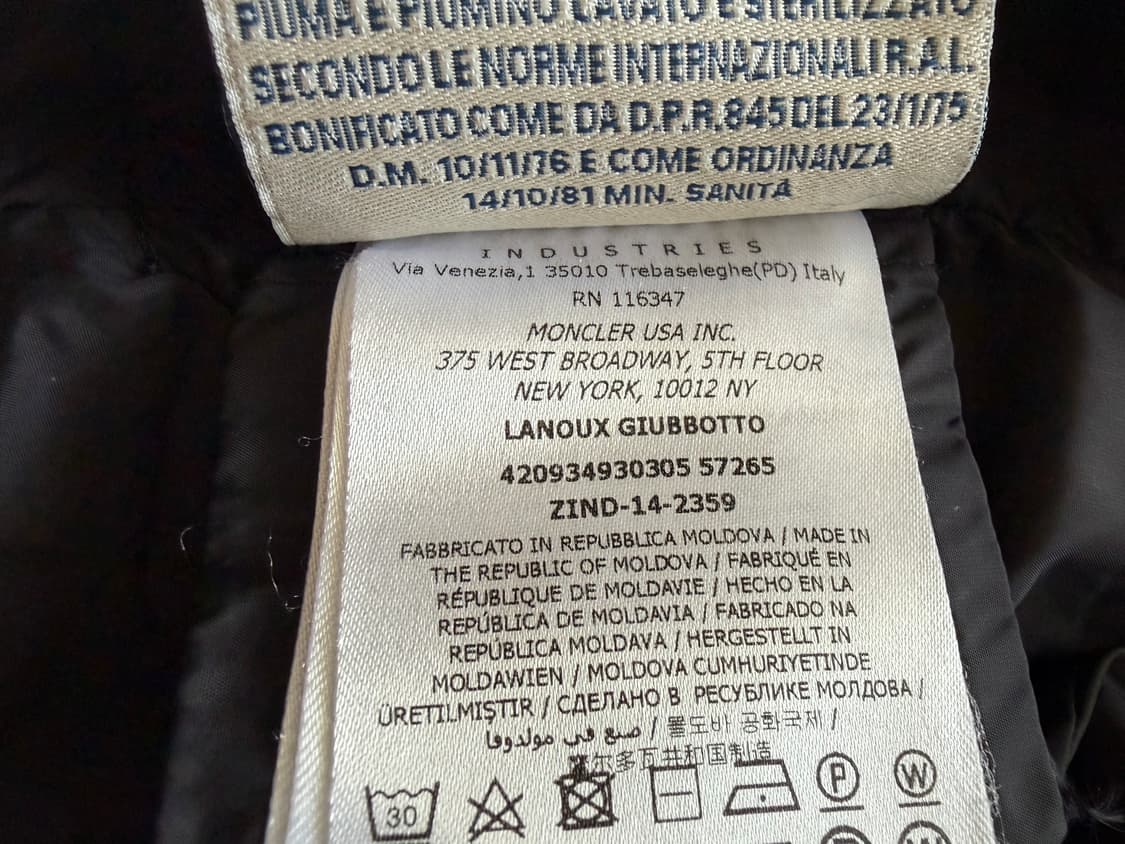 PIUMA E PIUMINO LAVATO E STERILIZZATO
SECONDO LE NORME INTERNAZIONALI R.A.L.
BONIFICATO COME DA D.P.R. 845 DEL 23/1/75
D.M. 10/11/76 E COME ORDINANZA
14/10/81 MIN. SANITÁ
INDUSTRIES
Via Venezia,1 35010 Trebaseleghe(PD) Italy
RN 116347
MONCLER USA INC.
375 WEST BROADWAY, 5TH FLOOR
NEW YORK, 10012 NY
LANOUX GIUBBOTTO
420934930305 57265
ZIND-14-2359
FABBRICATO IN REPUBBLICA MOLDOVA / MADE IN
THE REPUBLIC OF MOLDOVA / FABRIQUÉ EN
RÉPUBLIQUE DE MOLDAVIE / HECHO EN LA
REPÚBLICA DE MOLDAVIA / FABRICADO NA
REPÚBLICA MOLDAVA / HERGESTELLT IN
MOLDAWIEN / MOLDOVA CUMHURIYETINDE
ÜRETILMIŞTIR / СДЕЛАНО В РЕСУБЛИКЕ МОЛДОВА /
صنع في مولدوفا / 몰도바 공화국제 /
尔多瓦共和国制造
30
P
W